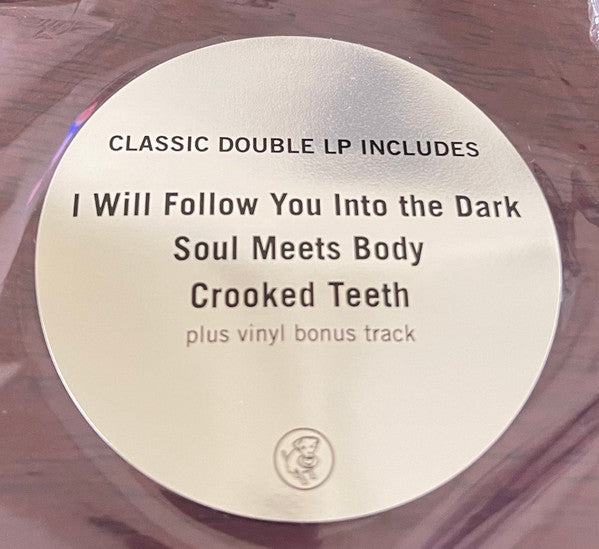 CLASSIC DOUBLE LP INCLUDES
I Will Follow You Into the Dark
Soul Meets Body
Crooked Teeth
plus vinyl bonus track